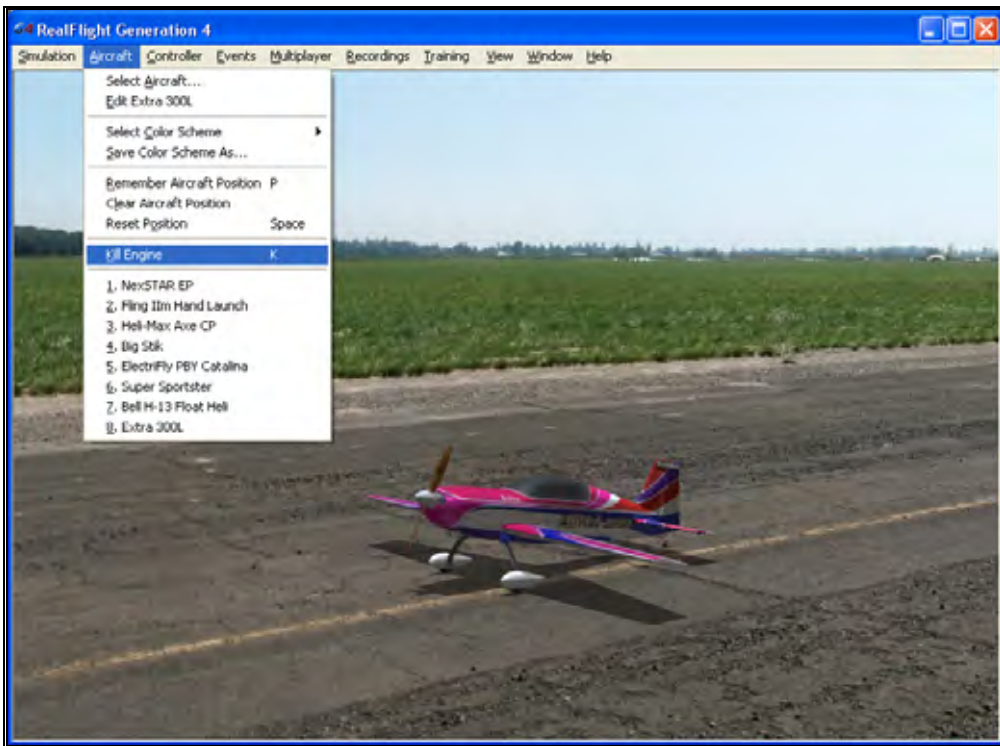 G4 RealFlight Generation 4
Simulation Aircraft Controller Events Multiplayer Recordings Training View Window Help
Select Aircraft...
Edit Extra 300L
Select Color Scheme
Save Color Scheme As...
Remember Aircraft Position P
Clear Aircraft Position
Reset Position Space
Kill Engine K
1. NexSTAR EP
2. Fling IIm Hand Launch
3. Heli-Max Axe CP
4. Big Stik
5. ElectriFly PBY Catalina
6. Super Sportster
7. Bell H-13 Float Heli
8. Extra 300L